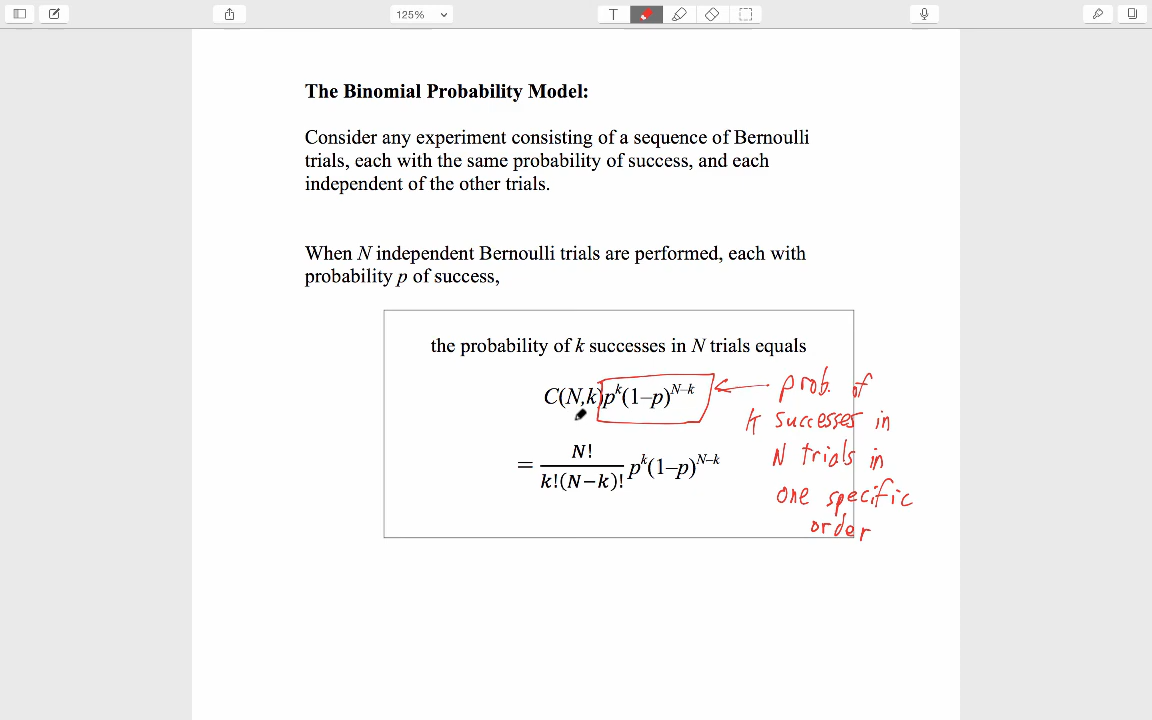 125%
T
The Binomial Probability Model:
Consider any experiment consisting of a sequence of Bernoulli
trials, each with the same probability of success, and each
independent of the other trials.
When N independent Bernoulli trials are performed, each with
probability p of success,
the probability of k successes in N trials equals
C(N,k)p^k(1–p)^{N–k}
= \frac{N!}{k!(N−k)!} p^k(1–p)^{N–k}
prob. of
k successes in
N trials in
one specific
order